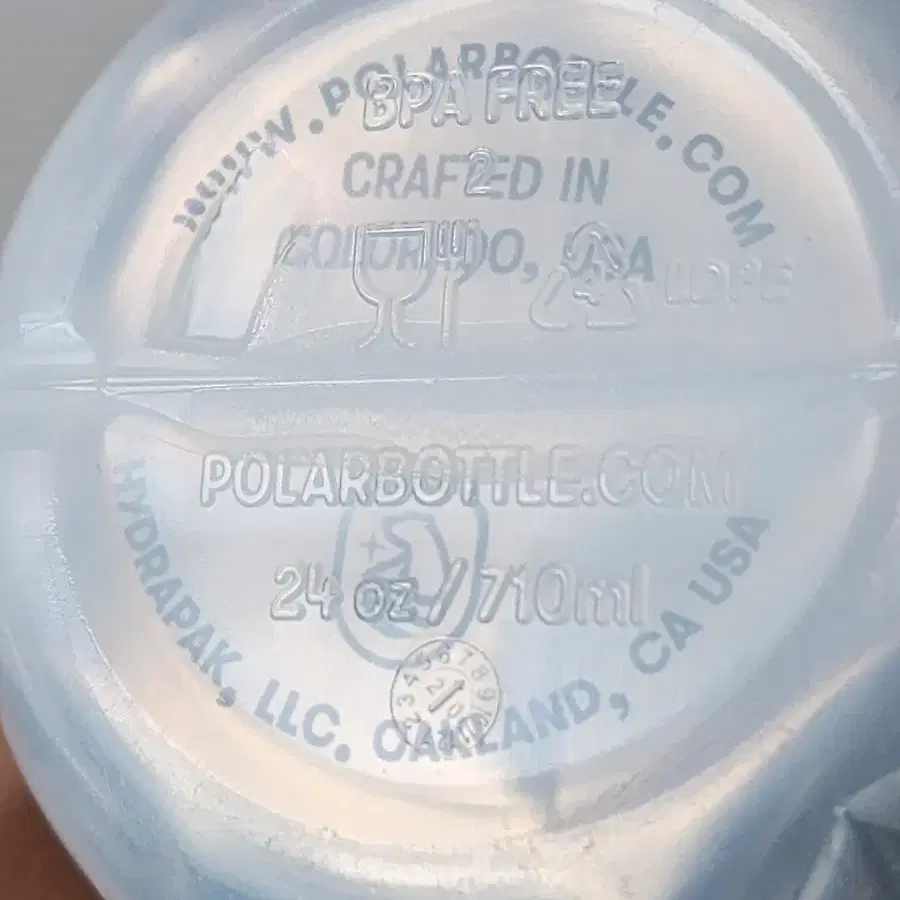 WWW.POLARBOTTLE.COM
BPA FREE
CRAFTED IN
2
COLORADO, USA
4
LDPE
POLARBOTTLE.COM
24 oz / 710ml
HYDRAPAK, LLC. OAKLAND, CA USA